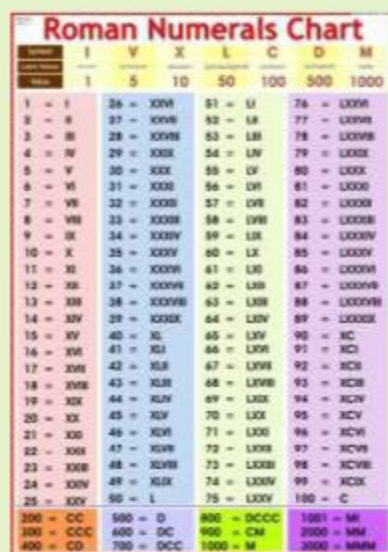 Roman Numerals Chart
Symbol I V X L C D M
Value 1 5 10 50 100 500 1000
1 = I 26 = XXVI 51 = LI 76 = LXXVI
2 = II 27 = XXVII 52 = LII 77 = LXXVII
3 = III 28 = XXVIII 53 = LIII 78 = LXXVIII
4 = IV 29 = XXIX 54 = LIV 79 = LXXIX
5 = V 30 = XXX 55 = LV 80 = LXXX
6 = VI 31 = XXXI 56 = LVI 81 = LXXXI
7 = VII 32 = XXXII 57 = LVII 82 = LXXXII
8 = VIII 33 = XXXIII 58 = LVIII 83 = LXXXIII
9 = IX 34 = XXXIV 59 = LIX 84 = LXXXIV
10 = X 35 = XXXV 60 = LX 85 = LXXXV
11 = XI 36 = XXXVI 61 = LXI 86 = LXXXVI
12 = XII 37 = XXXVII 62 = LXII 87 = LXXXVII
13 = XIII 38 = XXXVIII 63 = LXIII 88 = LXXXVIII
14 = XIV 39 = XXXIX 64 = LXIV 89 = LXXXIX
15 = XV 40 = XL 65 = LXV 90 = XC
16 = XVI 41 = XLI 66 = LXVI 91 = XCI
17 = XVII 42 = XLII 67 = LXVII 92 = XCII
18 = XVIII 43 = XLIII 68 = LXVIII 93 = XCIII
19 = XIX 44 = XLIV 69 = LXIX 94 = XCIV
20 = XX 45 = XLV 70 = LXX 95 = XCV
21 = XXI 46 = XLVI 71 = LXXI 96 = XCVI
22 = XXII 47 = XLVII 72 = LXXII 97 = XCVII
23 = XXIII 48 = XLVIII 73 = LXXIII 98 = XCVIII
24 = XXIV 49 = XLIX 74 = LXXIV 99 = XCIX
25 = XXV 50 = L 75 = LXXV 100 = C
200 = CC 500 = D 800 = DCCC 1001 = MI
300 = CCC 600 = DC 900 = CM 2000 = MM
400 = CD 700 = DCC 1000 = M 3000 = MMM